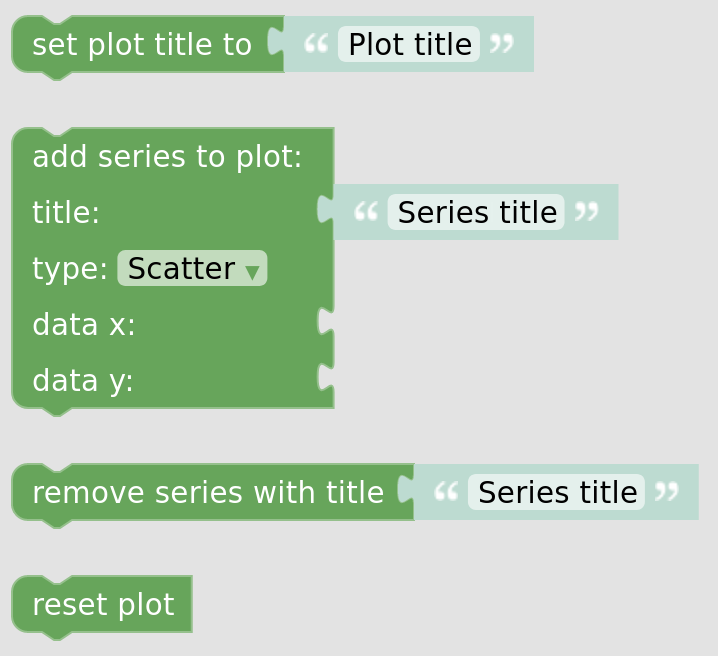 set plot title to “ Plot title ”
add series to plot:
title: “ Series title ”
type: Scatter ▾
data x:
data y:
remove series with title “ Series title ”
reset plot